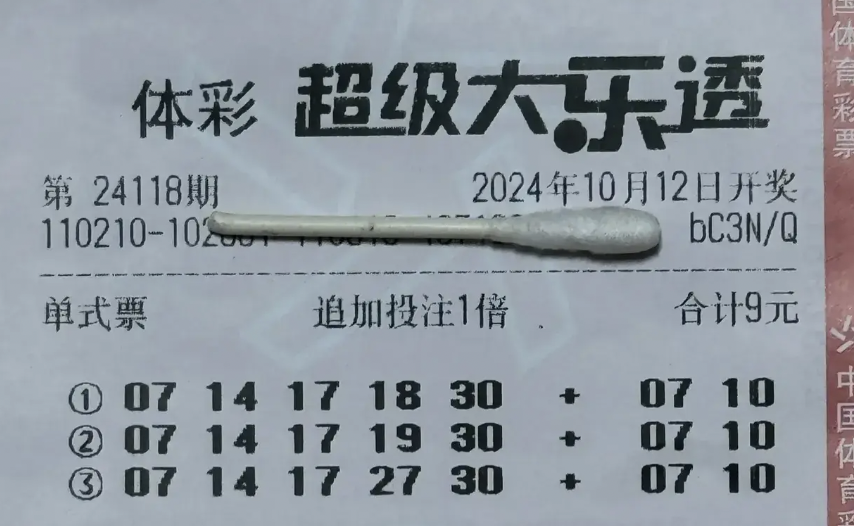 体彩 超级大乐透
第 24118期 2024年10月12日开奖
110210-102 bC3N/Q
单式票 追加投注1倍 合计9元
① 07 14 17 18 30 + 07 10
② 07 14 17 19 30 + 07 10
③ 07 14 17 27 30 + 07 10
国体育彩票
中国体育彩